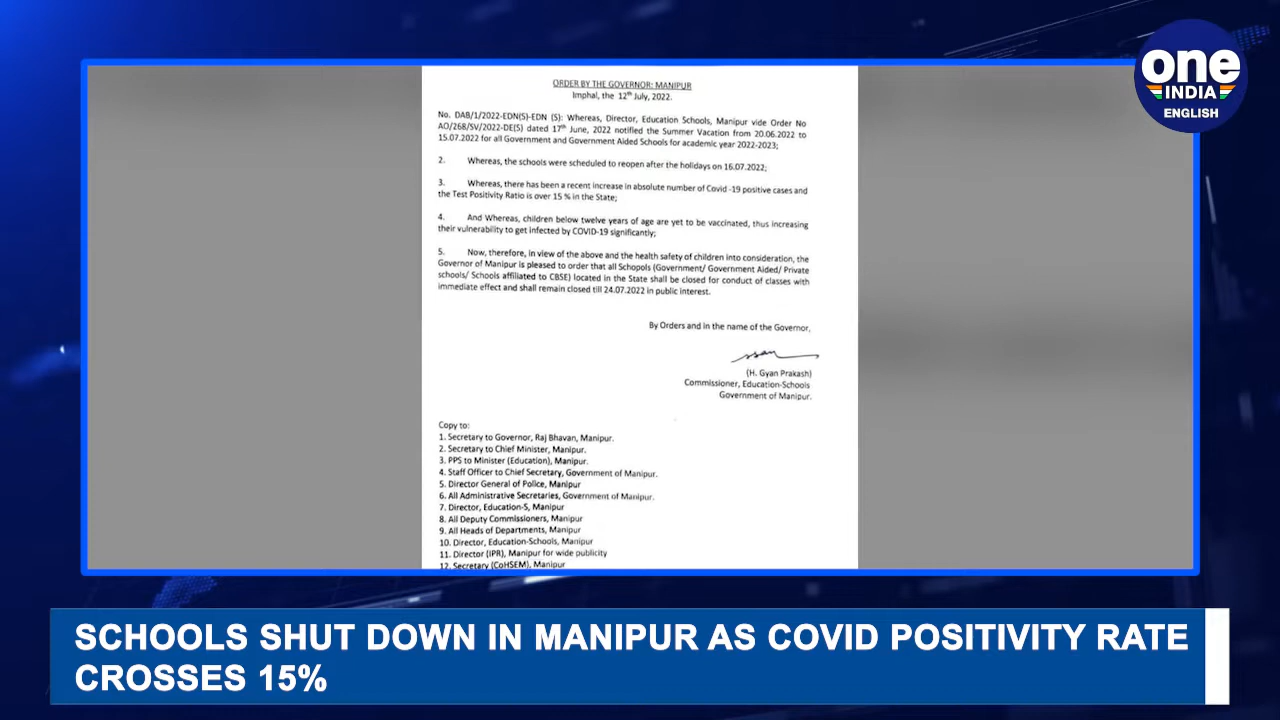 one
INDIA
ENGLISH
ORDER BY THE GOVERNOR: MANIPUR
Imphal, the 12th July, 2022.
No. DAB/1/2022-EDN(S)-EDN (S): Whereas, Director, Education Schools, Manipur vide Order No
AO/268/SV/2022-DE(S) dated 17th June, 2022 notified the Summer Vacation from 20.06.2022 to
15.07.2022 for all Government and Government Aided Schools for academic year 2022-2023;
2. Whereas, the schools were scheduled to reopen after the holidays on 16.07.2022;
3. Whereas, there has been a recent increase in absolute number of Covid -19 positive cases and
the Test Positivity Ratio is over 15 % in the State;
4. And Whereas, children below twelve years of age are yet to be vaccinated, thus increasing
their vulnerability to get infected by COVID-19 significantly;
5. Now, therefore, in view of the above and the health safety of children into consideration, the
Governor of Manipur is pleased to order that all Schopols (Government/ Government Aided/ Private
schools/ Schools affiliated to CBSE) located in the State shall be closed for conduct of classes with
immediate effect and shall remain closed till 24.07.2022 in public interest.
By Orders and in the name of the Governor,
(H. Gyan Prakash)
Commissioner, Education-Schools
Government of Manipur.
Copy to:
1. Secretary to Governor, Raj Bhavan, Manipur.
2. Secretary to Chief Minister, Manipur.
3. PPS to Minister (Education), Manipur.
4. Staff Officer to Chief Secretary, Government of Manipur.
5. Director General of Police, Manipur
6. All Administrative Secretaries, Government of Manipur.
7. Director, Education-S, Manipur
8. All Deputy Commissioners, Manipur
9. All Heads of Departments, Manipur
10. Director, Education-Schools, Manipur
11. Director (IPR), Manipur for wide publicity
12. Secretary (CoHSEM), Manipur
SCHOOLS SHUT DOWN IN MANIPUR AS COVID POSITIVITY RATE
CROSSES 15%